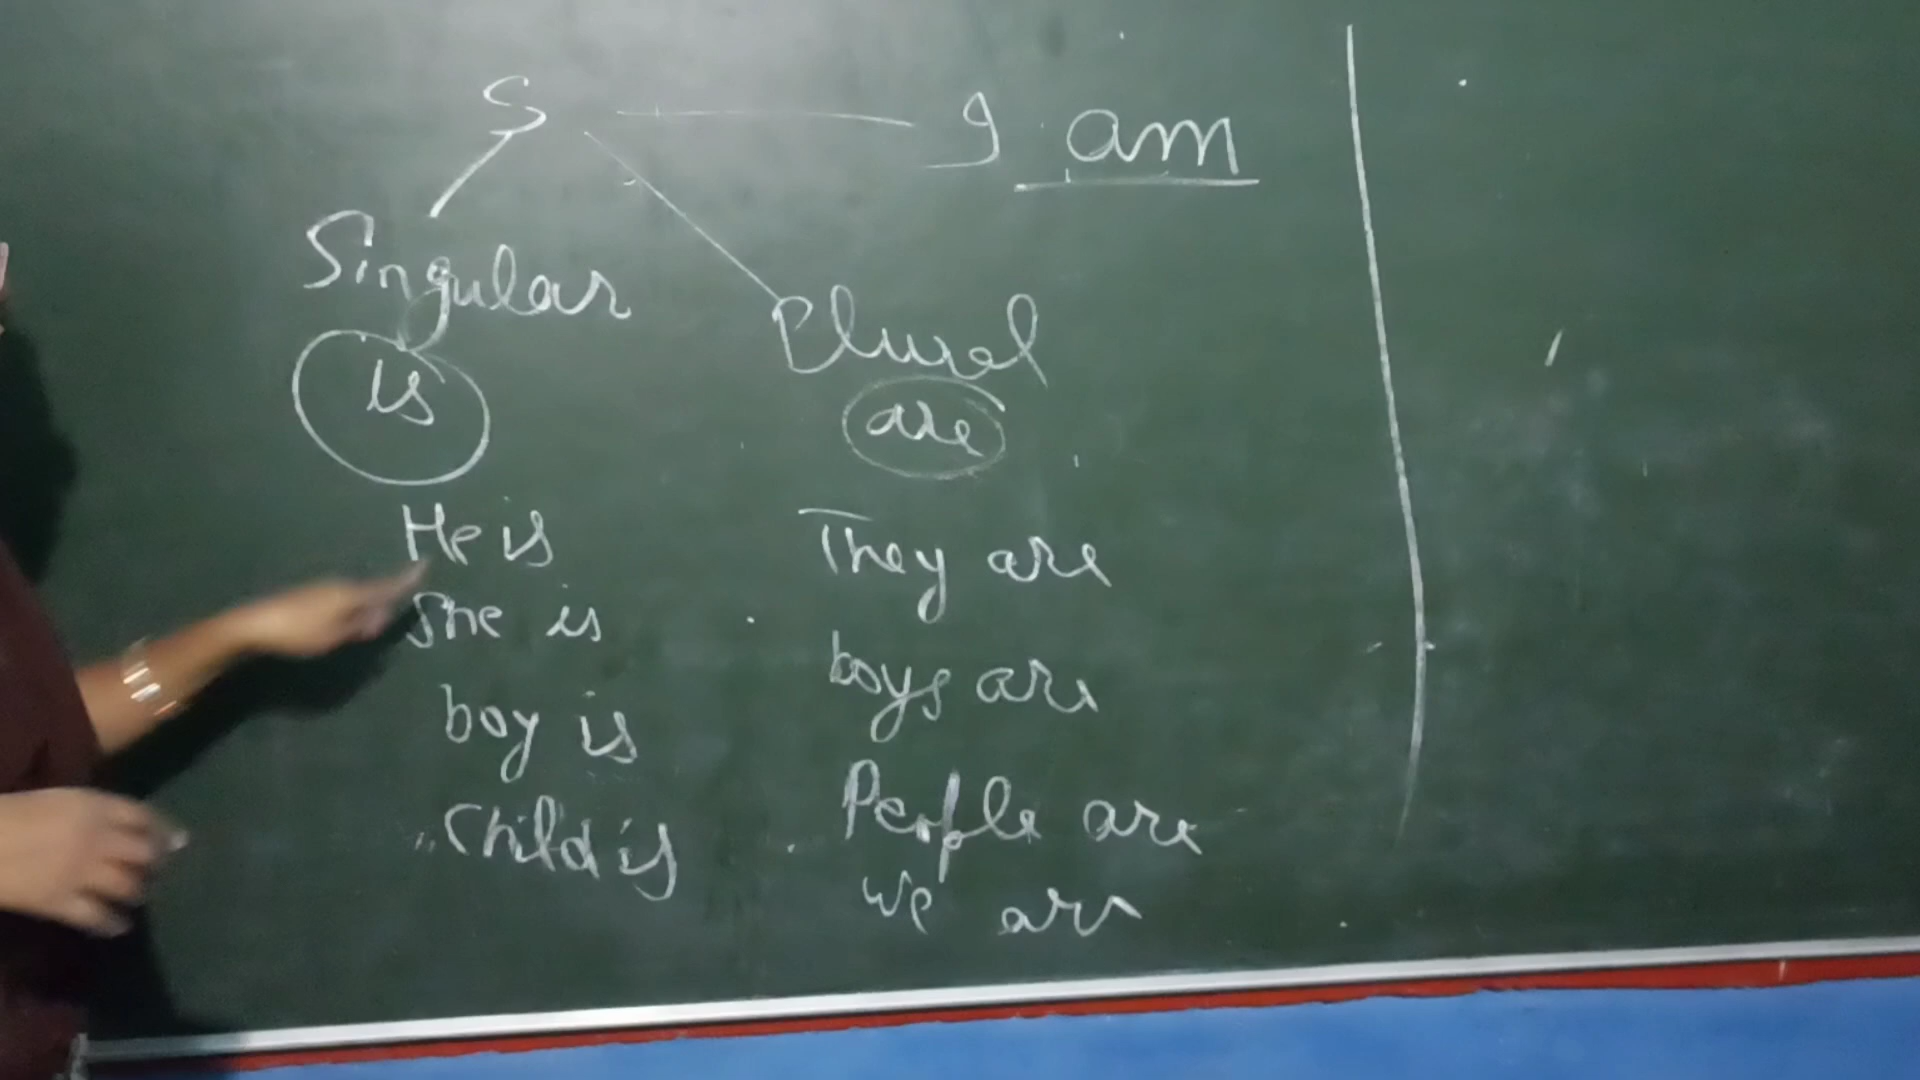 S I am
Singular
Plural
is
are
He is
They are
She is
boys are
boy is
People are
child is
we are